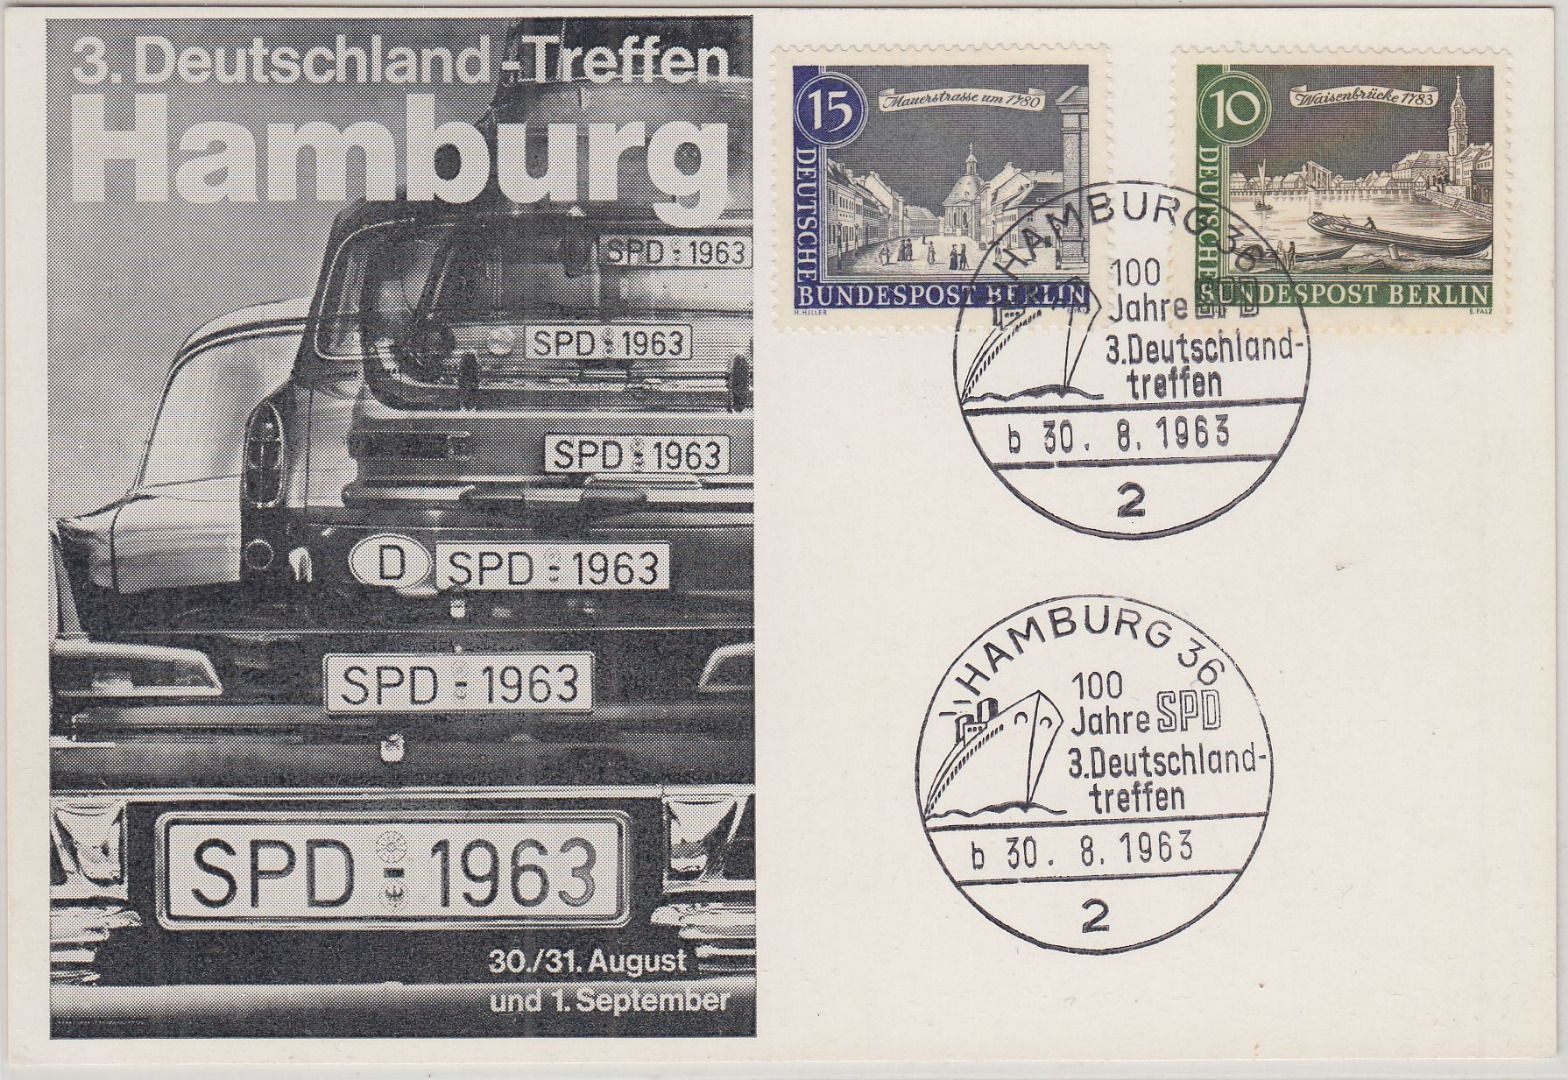 3. Deutschland-Treffen
Hamburg
SPD-1963
SPD-1963
SPD-1963
D SPD-1963
SPD-1963
SPD-1963
30./31. August
und 1. September
15
Mauerstrasse um 1780
DEUTSCHE
BUNDESPOST BERLIN
H. HILLER
10
Waisenbrücke 1783
DEUTSCHE
BUNDESPOST BERLIN
E. FALZ
HAMBURG 36
100
Jahre SPD
3. Deutschland-
treffen
b 30. 8. 1963
2
HAMBURG 36
100
Jahre SPD
3. Deutschland-
treffen
b 30. 8. 1963
2